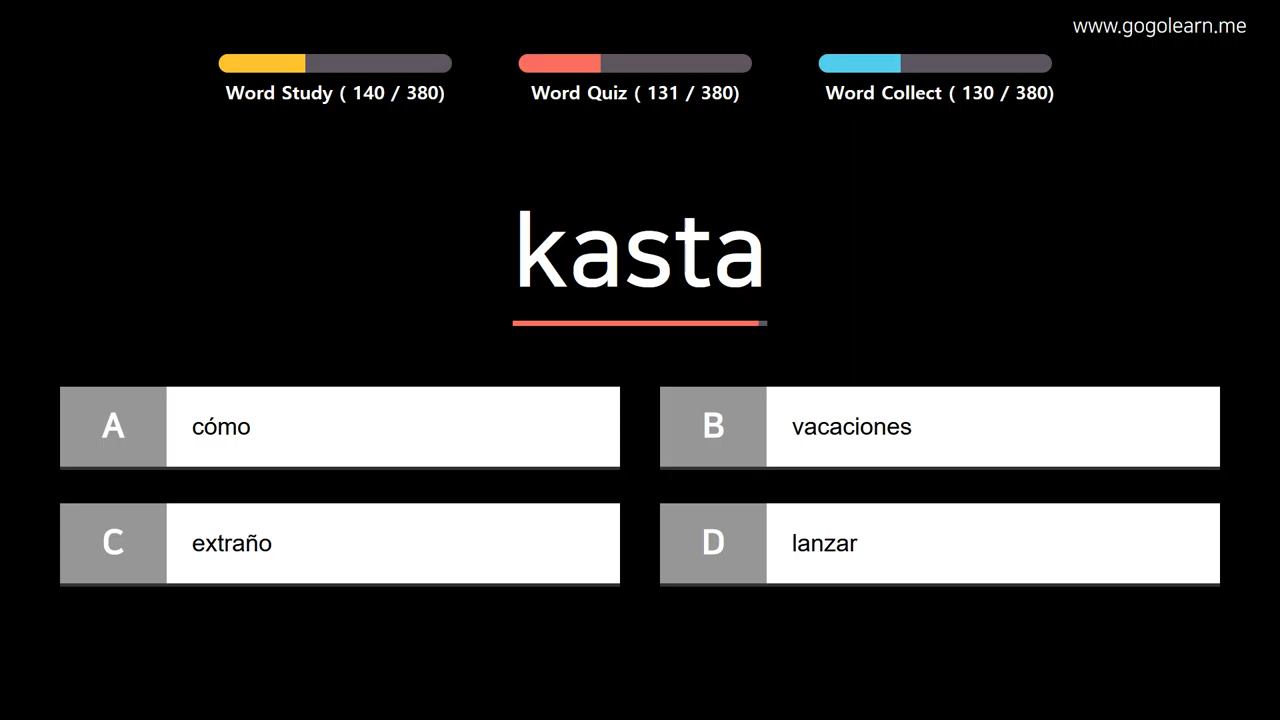 www.gogolearn.me
Word Study ( 140 / 380)
Word Quiz ( 131 / 380)
Word Collect ( 130 / 380)
kasta
A cómo
B vacaciones
C extraño
D lanzar